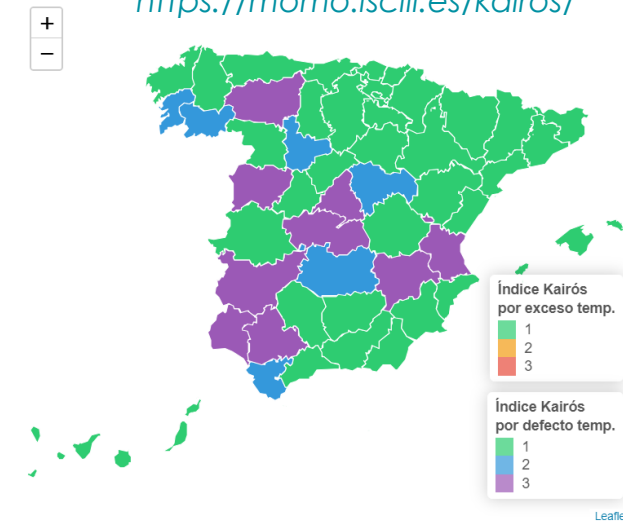 https://momo.isciii.es/kairos/
+
−
Índice Kairós
por exceso temp.
1
2
3
Índice Kairós
por defecto temp.
1
2
3
Leafle